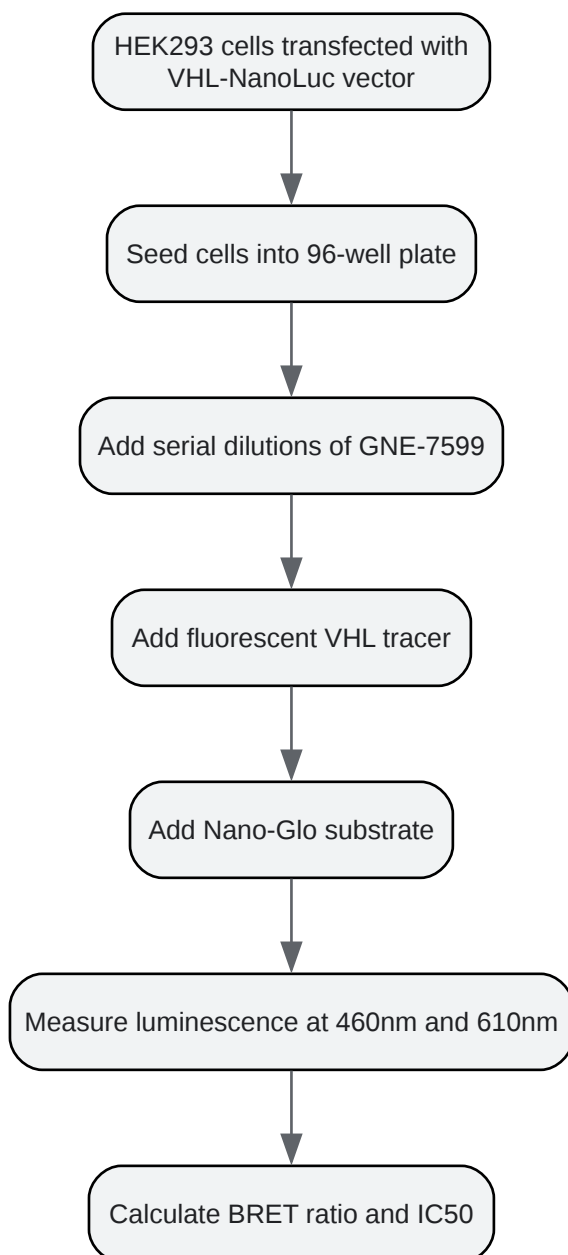 HEK293 cells transfected with
VHL-NanoLuc vector
Seed cells into 96-well plate
Add serial dilutions of GNE-7599
Add fluorescent VHL tracer
Add Nano-Glo substrate
Measure luminescence at 460nm and 610nm
Calculate BRET ratio and IC50